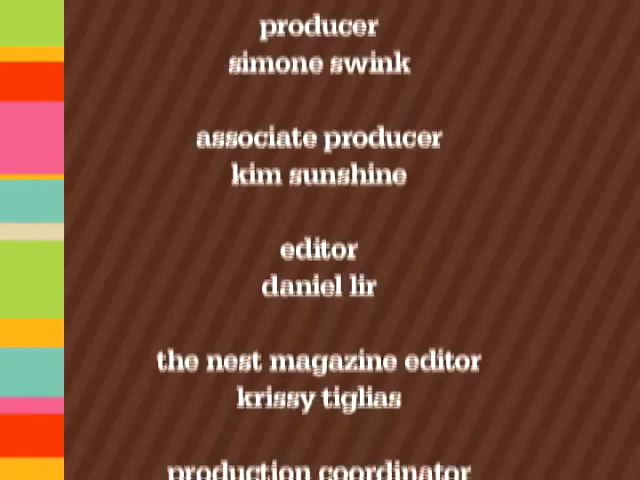 producer
simone swink
associate producer
kim sunshine
editor
daniel lir
the nest magazine editor
krissy tiglias
production coordinator